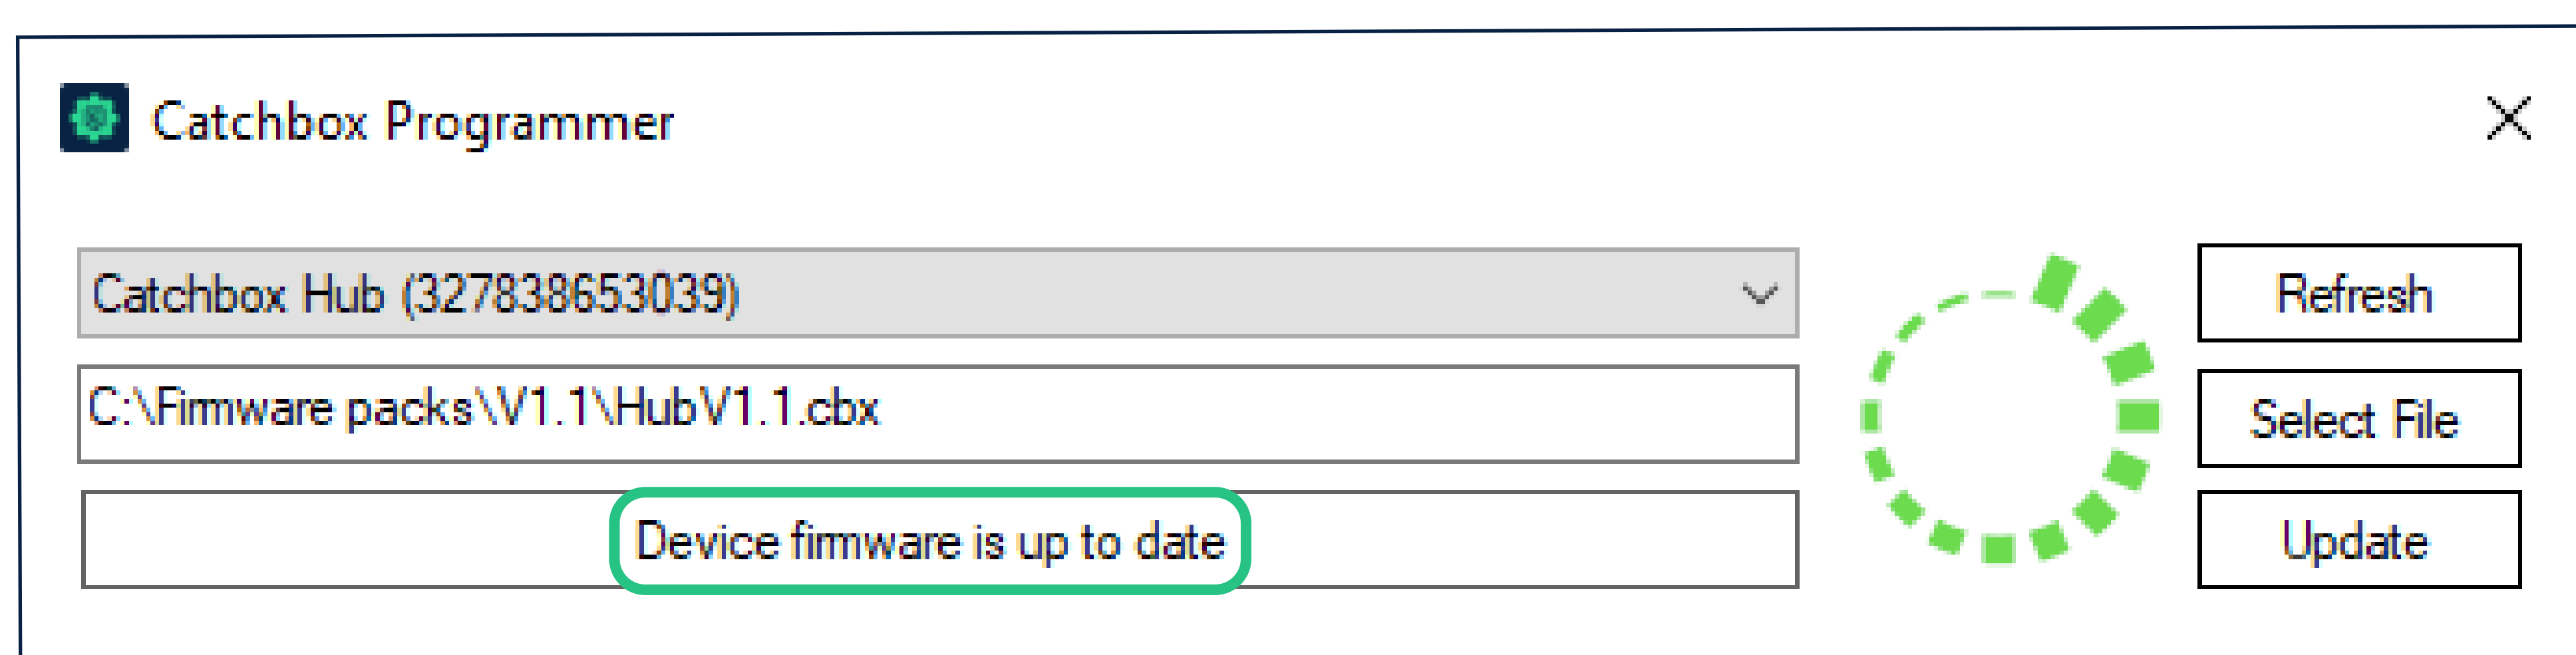 Catchbox Programmer
Catchbox Hub (327838653039)
Refresh
C:\Firmware packs\V1.1\HubV1.1.cbx
Select File
Device firmware is up to date
Update